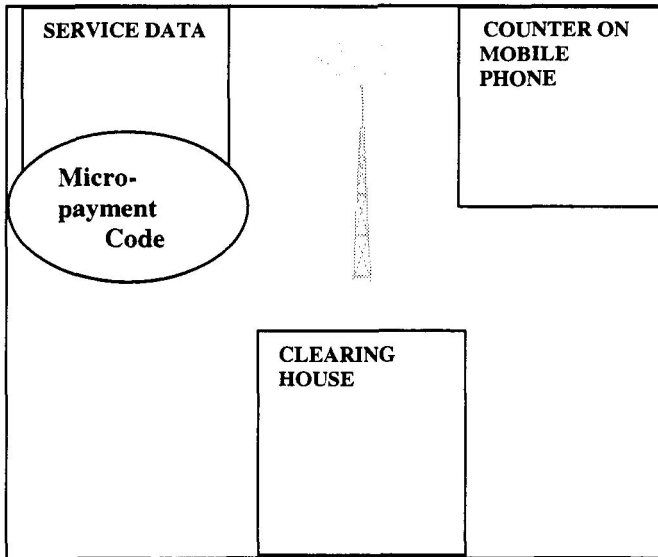 SERVICE DATA
Micro-
payment
Code
COUNTER ON
MOBILE
PHONE
CLEARING
HOUSE